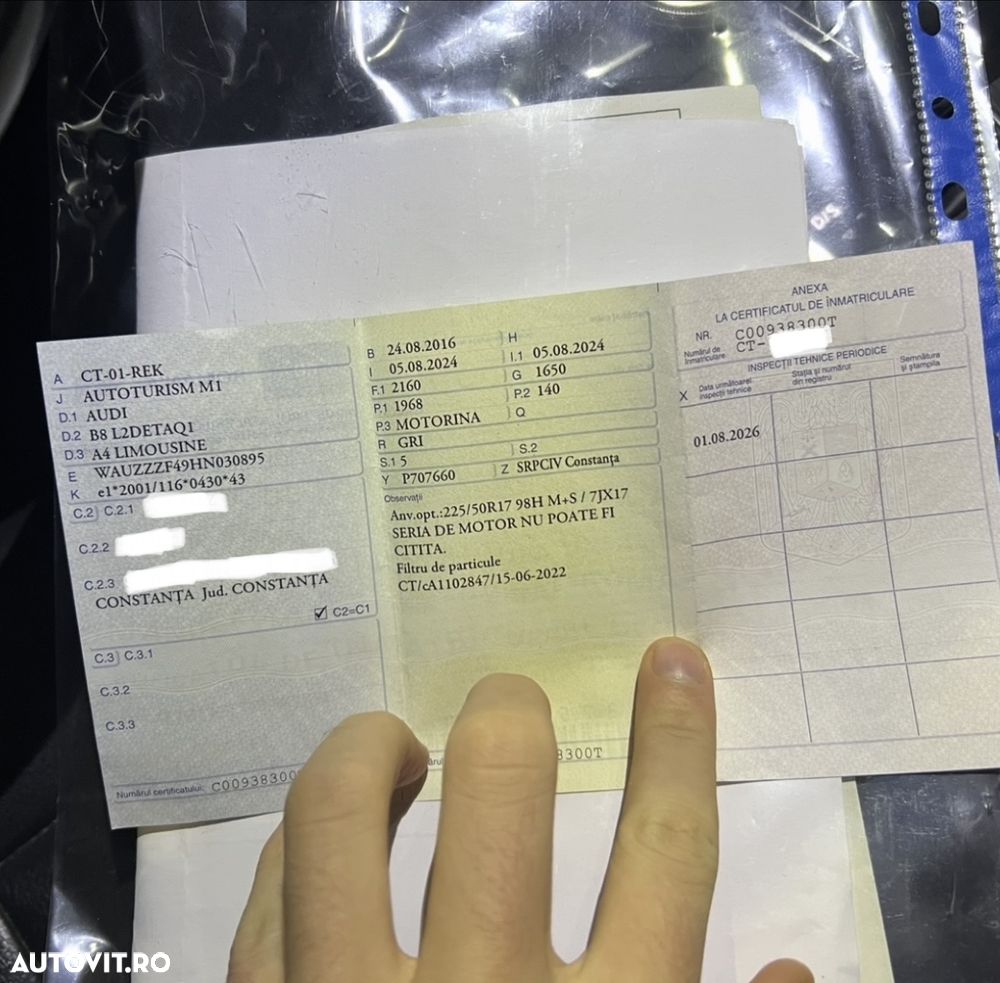 A CT-01-REK
J AUTOTURISM M1
D.1 AUDI
D.2 B8 L2DETAQ1
D.3 A4 LIMOUSINE
E WAUZZZF49HN030895
K e1*2001/116*0430*43
C.2 C.2.1
C.2.2
C.2.3
CONSTANȚA Jud. CONSTANȚA
☑ C2=C1
C.3 C.3.1
C.3.2
C.3.3
Numărul certificatului: C00938300
B 24.08.2016 H
I 05.08.2024 I.1 05.08.2024
F.1 2160 G 1650
P.1 1968 P.2 140
P.3 MOTORINA Q
R GRI
S.1 5 S.2
Y P707660 Z SRPCIV Constanța
Observații
Anv.opt.:225/50R17 98H M+S / 7JX17
SERIA DE MOTOR NU POATE FI
CITITA.
Filtru de particule
CT/cA1102847/15-06-2022
8300T
ANEXA
LA CERTIFICATUL DE ÎNMATRICULARE
NR. C00938300T
Numărul de înmatriculare CT-
INSPECȚII TEHNICE PERIODICE
X Data următoarei inspecții tehnice
Stația și numărul din registru
Semnătura și ștampila
01.08.2026
DJS
AUTOVIT.RO